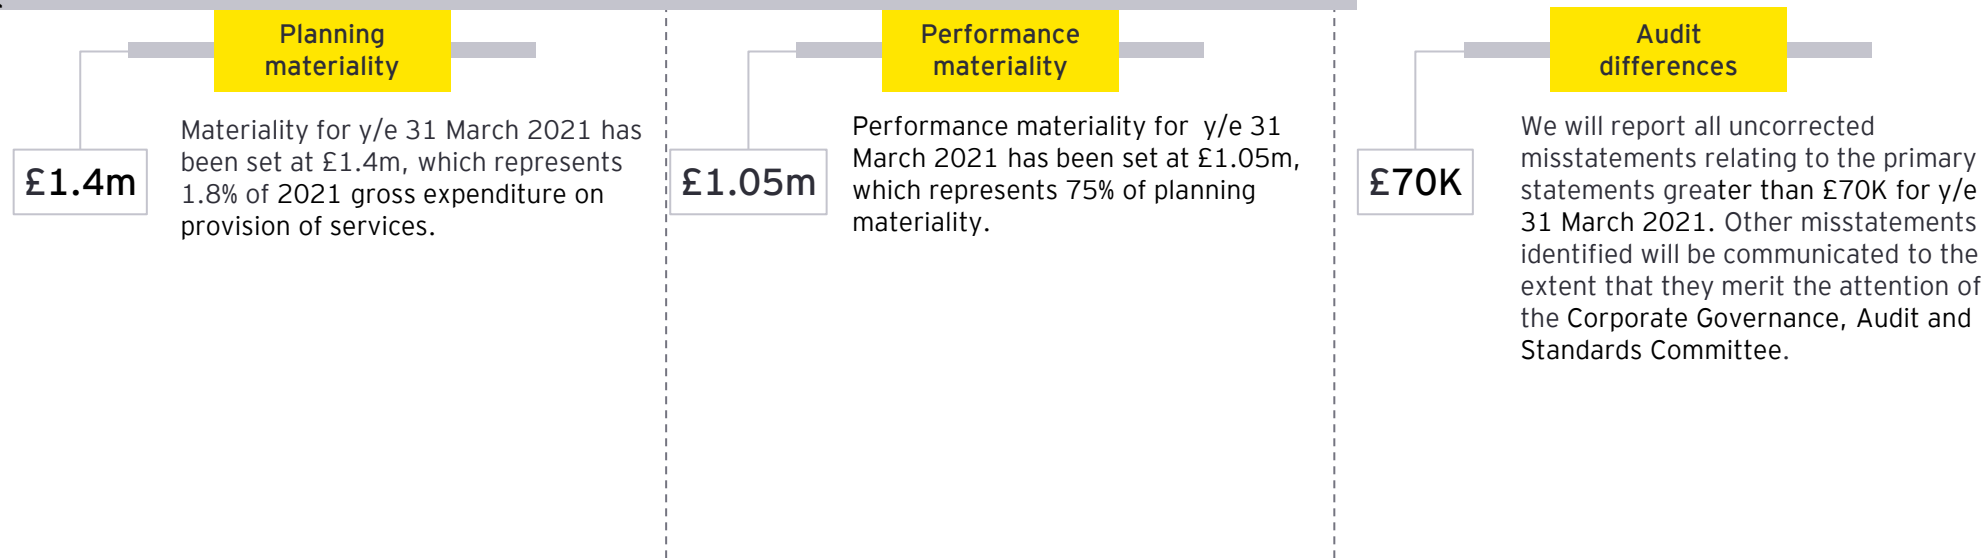 Planning
materiality
£1.4m
Materiality for y/e 31 March 2021 has
been set at £1.4m, which represents
1.8% of 2021 gross expenditure on
provision of services.
Performance
materiality
£1.05m
Performance materiality for y/e 31
March 2021 has been set at £1.05m,
which represents 75% of planning
materiality.
Audit
differences
£70K
We will report all uncorrected
misstatements relating to the primary
statements greater than £70K for y/e
31 March 2021. Other misstatements
identified will be communicated to the
extent that they merit the attention of
the Corporate Governance, Audit and
Standards Committee.